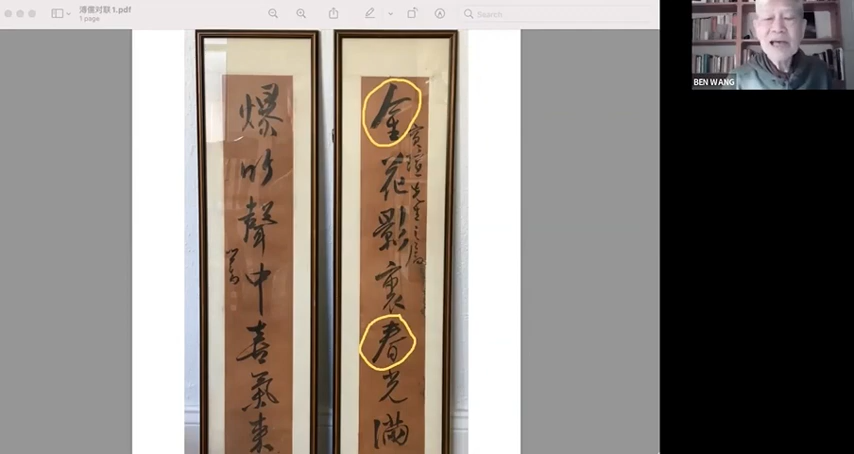 溥儒对联 1.pdf
1 page
Search
BEN WANG
金花影裏春光滿
爆竹聲中喜氣來